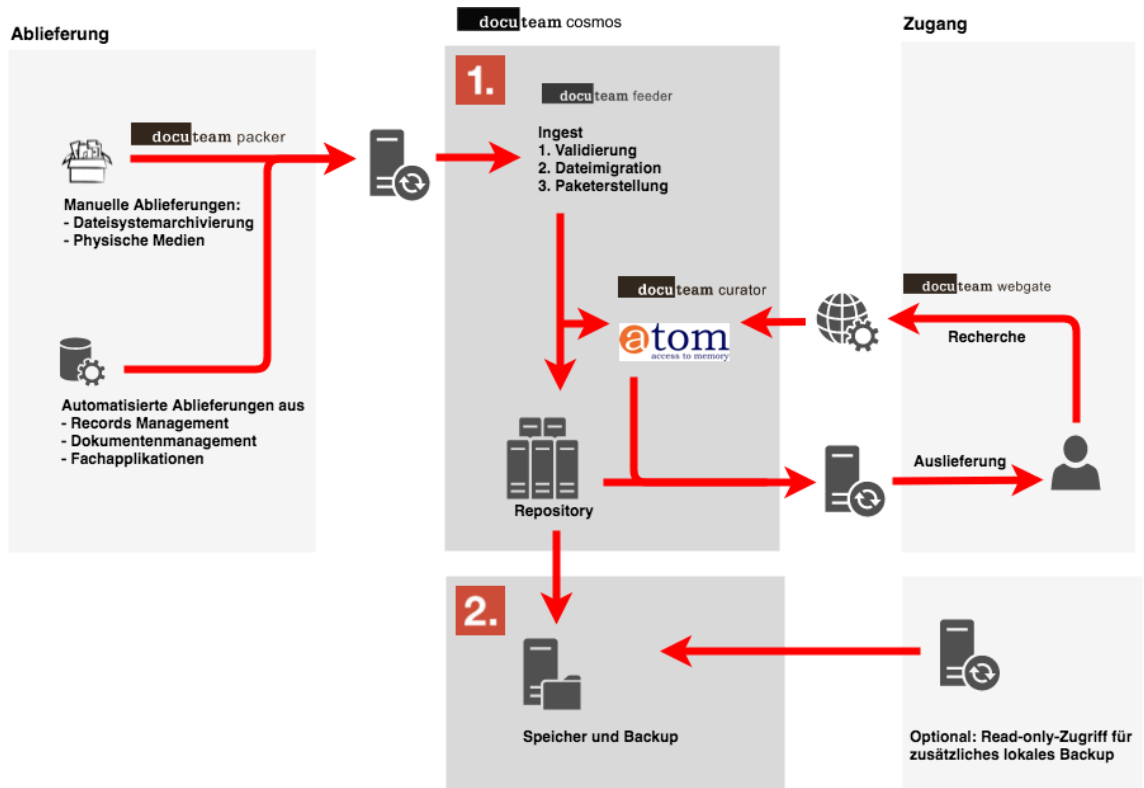 Ablieferung
docuteam packer
Manuelle Ablieferungen:
- Dateisystemarchivierung
- Physische Medien
Automatisierte Ablieferungen aus
- Records Management
- Dokumentenmanagement
- Fachapplikationen
docuteam cosmos
1.
docuteam feeder
Ingest
1. Validierung
2. Dateimigration
3. Paketerstellung
docuteam curator
atom
access to memory
Repository
2.
Speicher und Backup
Zugang
docuteam webgate
Recherche
Auslieferung
Optional: Read-only-Zugriff für
zusätzliches lokales Backup